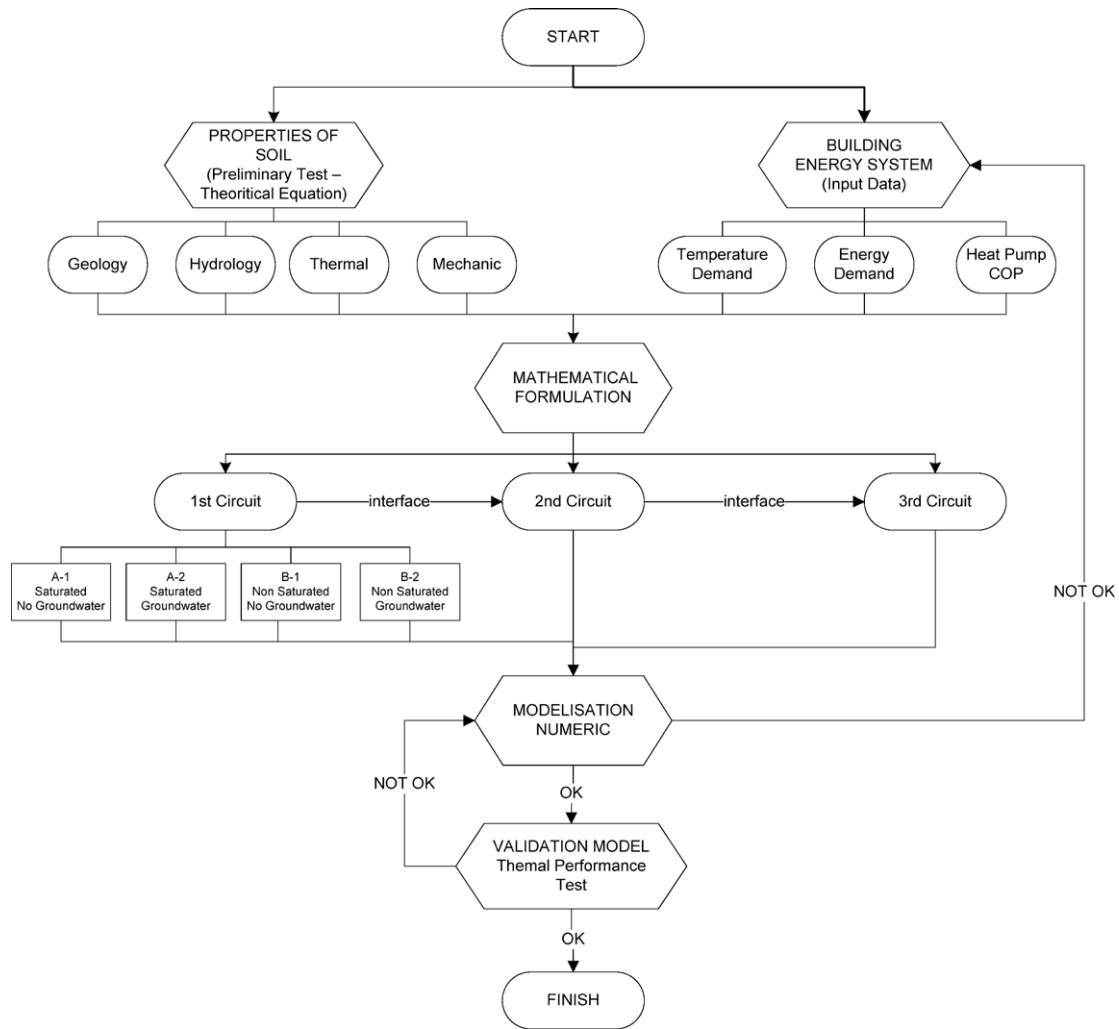 START
PROPERTIES OF
SOIL
(Preliminary Test –
Theoritical Equation)
BUILDING
ENERGY SYSTEM
(Input Data)
Geology
Hydrology
Thermal
Mechanic
Temperature
Demand
Energy
Demand
Heat Pump
COP
MATHEMATICAL
FORMULATION
1st Circuit
interface
2nd Circuit
interface
3rd Circuit
A-1
Saturated
No Groundwater
A-2
Saturated
Groundwater
B-1
Non Saturated
No Groundwater
B-2
Non Saturated
Groundwater
NOT OK
MODELISATION
NUMERIC
NOT OK
OK
VALIDATION MODEL
Themal Performance
Test
OK
FINISH